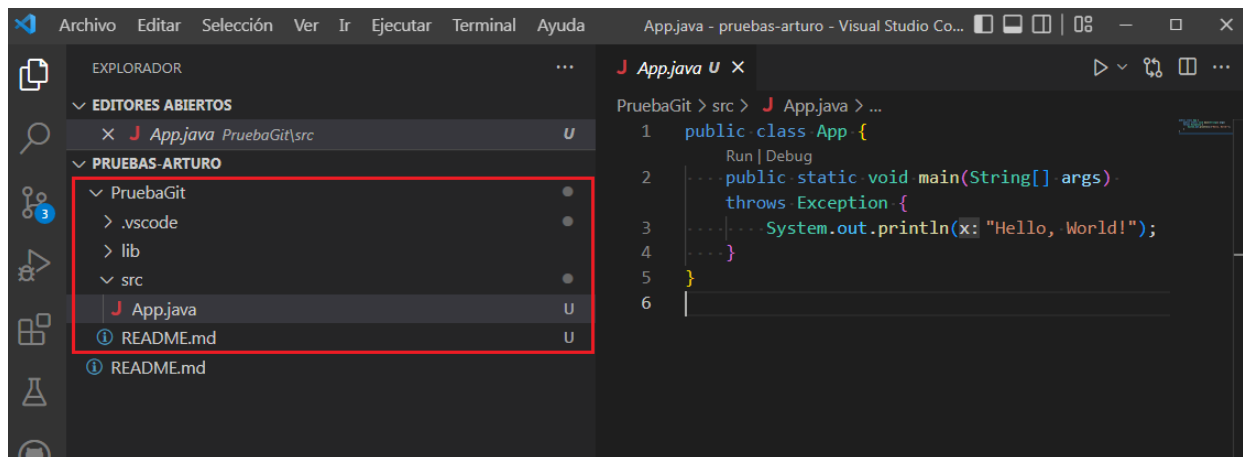 Archivo Editar Selección Ver Ir Ejecutar Terminal Ayuda App.java - pruebas-arturo - Visual Studio Co...
EXPLORADOR
EDITORES ABIERTOS
J App.java PruebaGit\src U
PRUEBAS-ARTURO
PruebaGit
.vscode
lib
src
J App.java U
README.md U
README.md
3
J App.java U
PruebaGit > src > J App.java > ...
1 public class App {
Run | Debug
2 public static void main(String[] args)
throws Exception {
3 System.out.println(x: "Hello, World!");
4 }
5 }
6